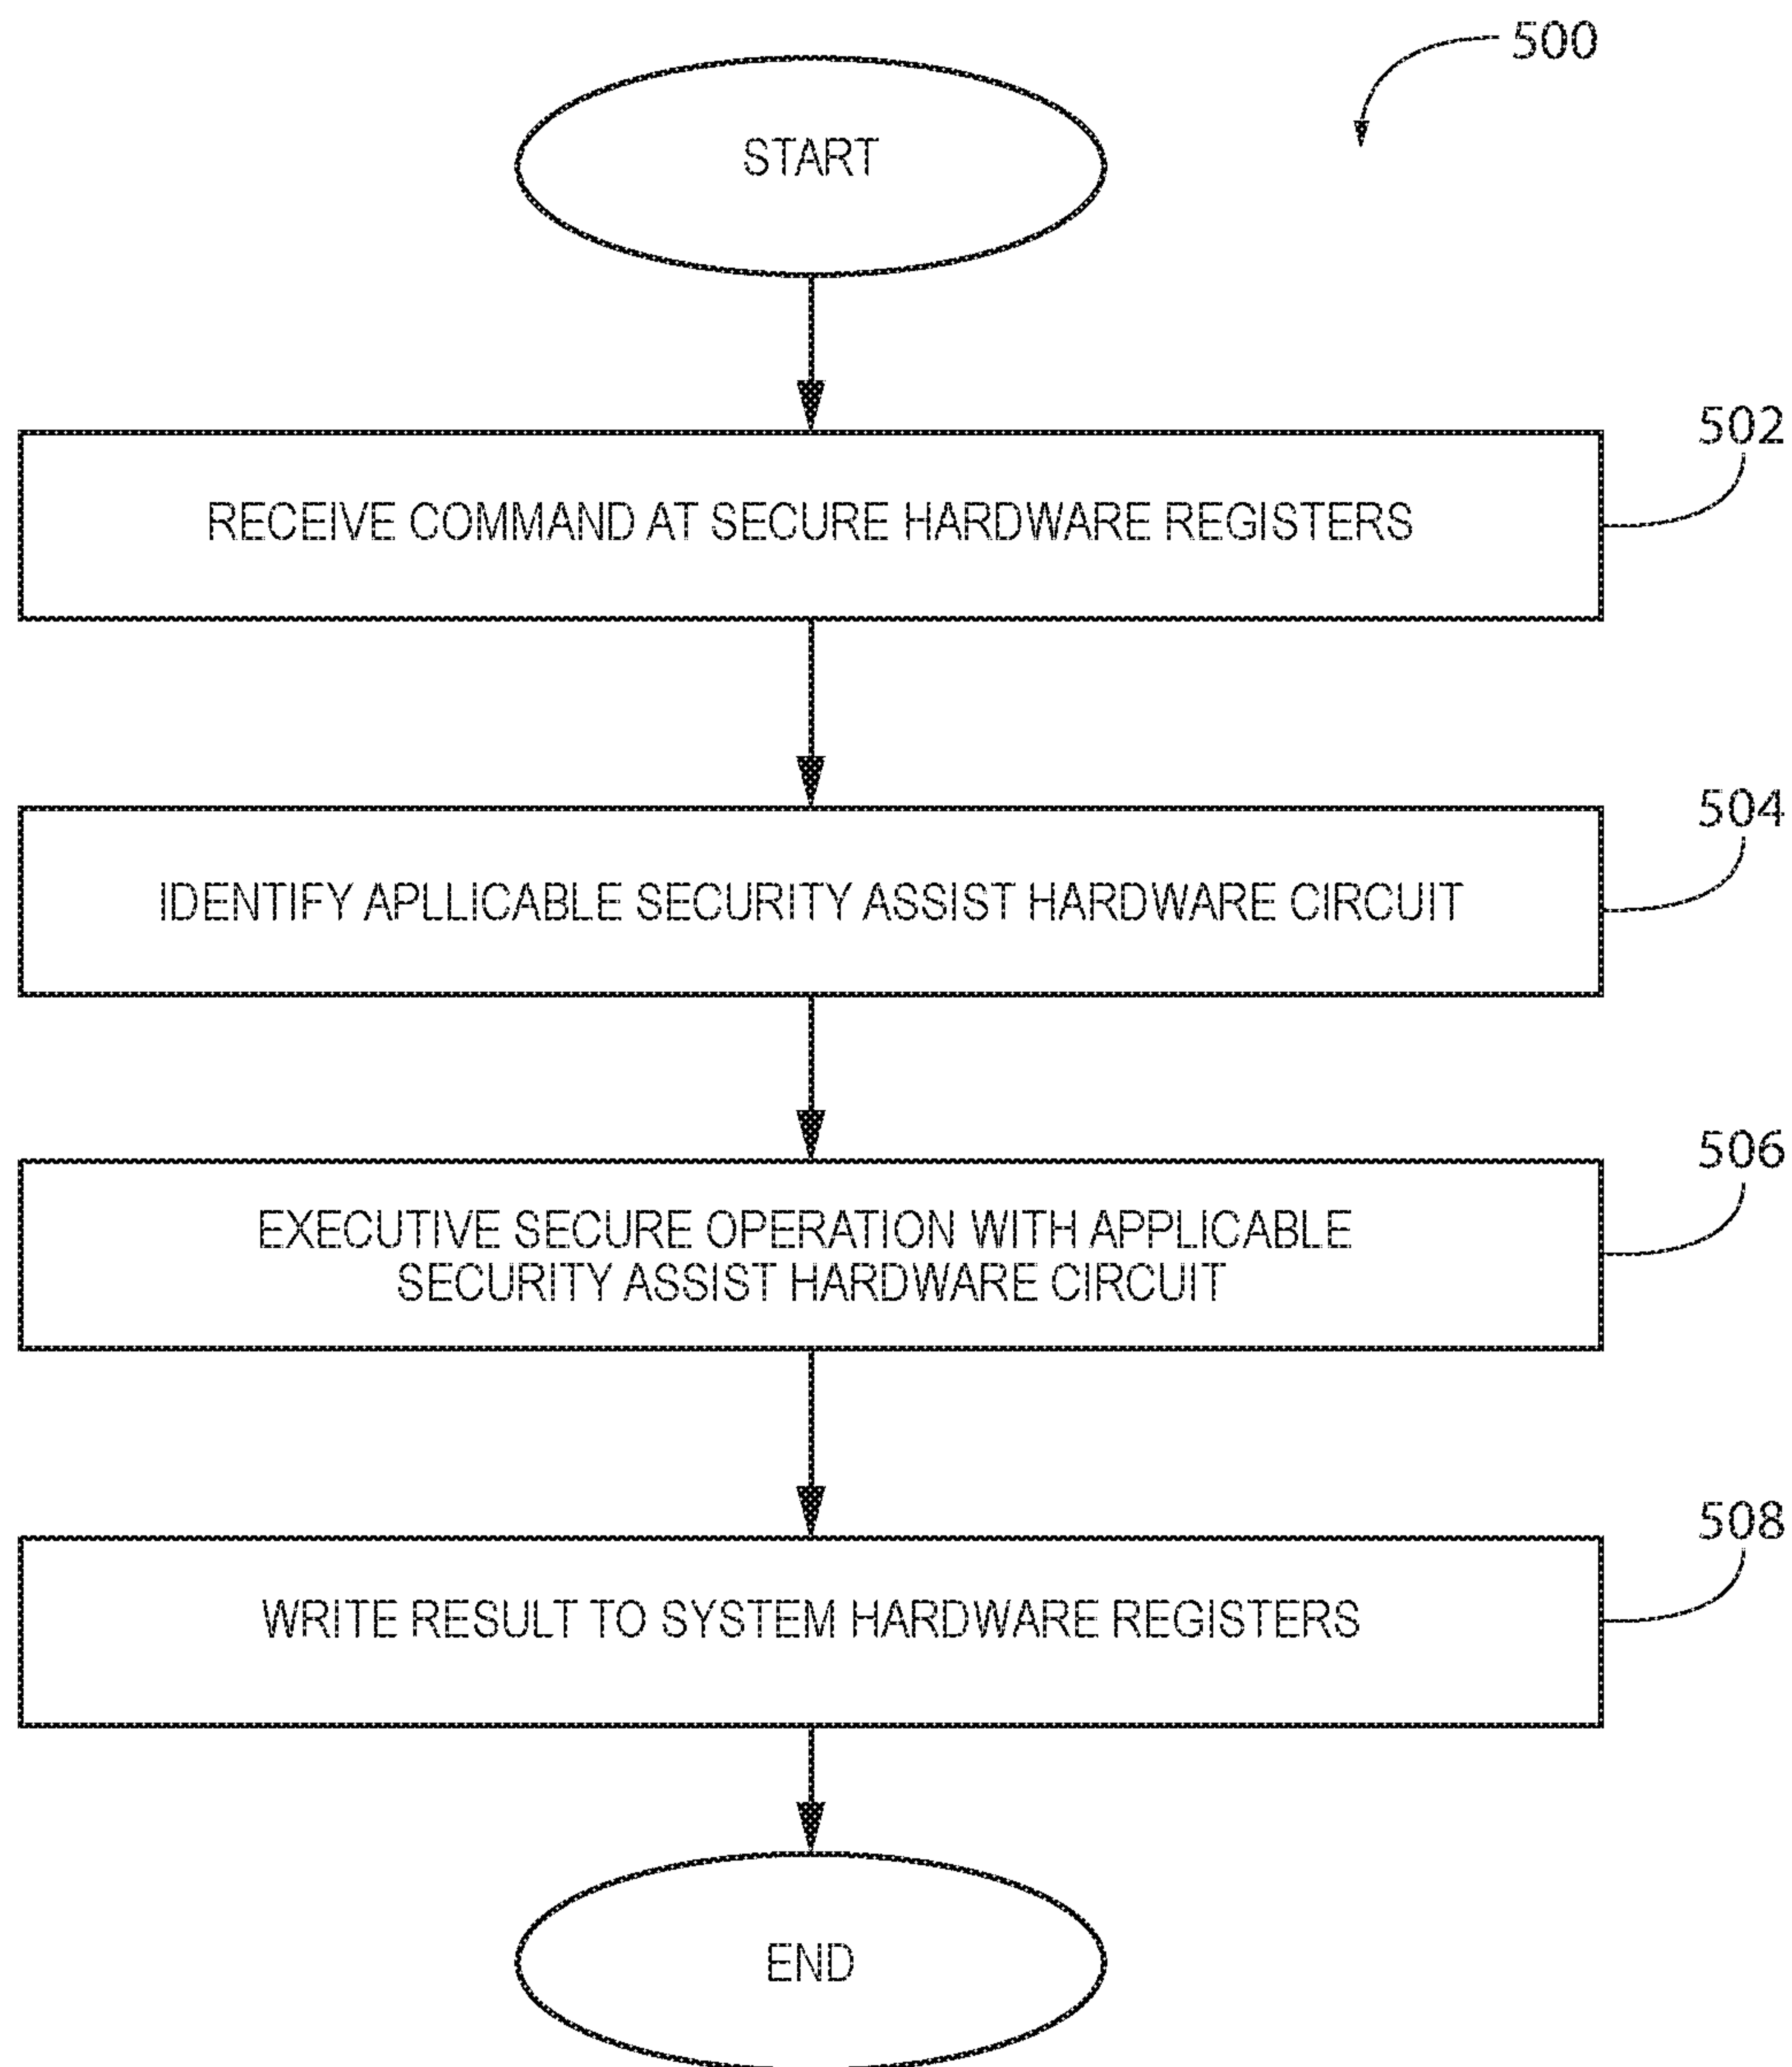 500
START
502
RECEIVE COMMAND AT SECURE HARDWARE REGISTERS
504
IDENTIFY APLLICABLE SECURITY ASSIST HARDWARE CIRCUIT
506
EXECUTIVE SECURE OPERATION WITH APPLICABLE
SECURITY ASSIST HARDWARE CIRCUIT
508
WRITE RESULT TO SYSTEM HARDWARE REGISTERS
END